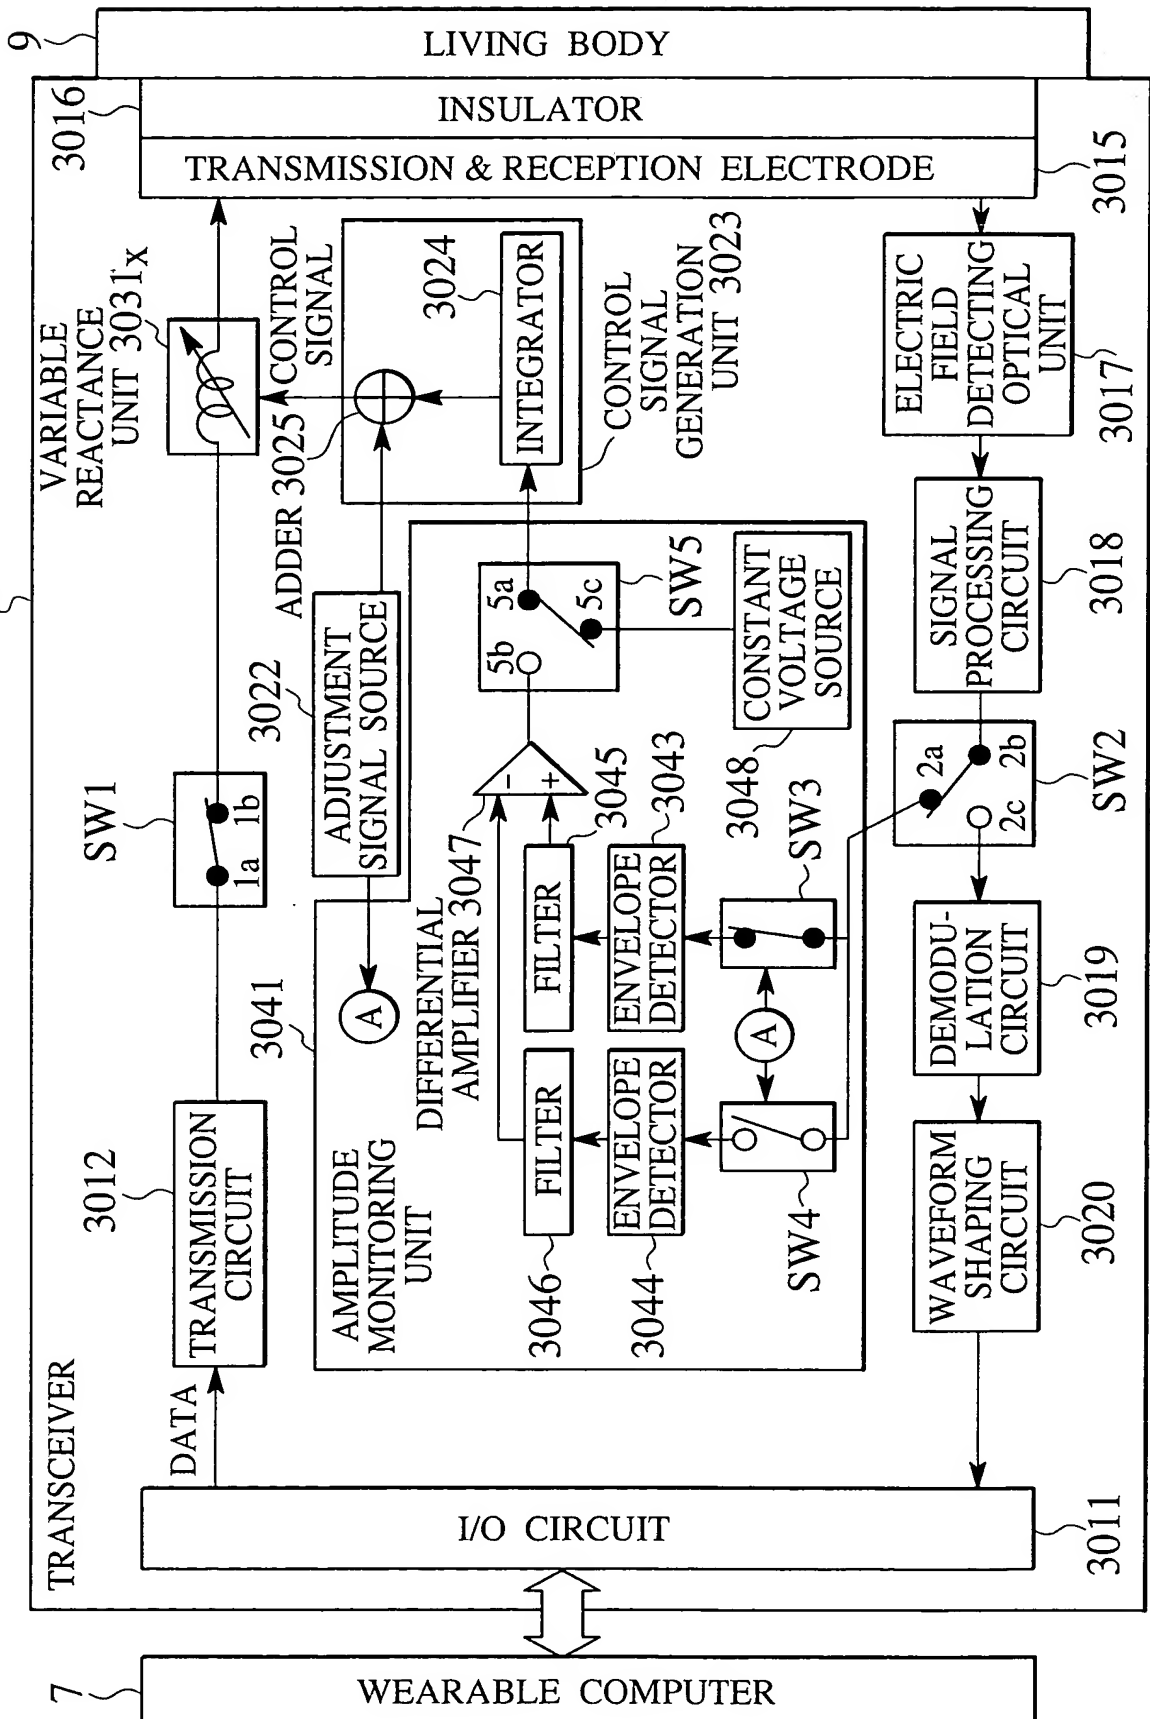 9
LIVING BODY
3016
INSULATOR
TRANSMISSION & RECEPTION ELECTRODE
3015
VARIABLE
REACTANCE
UNIT 3031x
CONTROL
SIGNAL
ADDER 3025
3024
INTEGRATOR
CONTROL
SIGNAL
GENERATION
UNIT 3023
ELECTRIC
FIELD
DETECTING
OPTICAL
UNIT
3017
SW1
1a
1b
3022
ADJUSTMENT
SIGNAL SOURCE
5a
5b
5c
SW5
CONSTANT
VOLTAGE
SOURCE
3048
SIGNAL
PROCESSING
CIRCUIT
3018
2a
2b
2c
SW2
3041
A
DIFFERENTIAL
AMPLIFIER 3047
-
+
FILTER
3045
ENVELOPE
DETECTOR
3043
SW3
A
FILTER
3046
ENVELOPE
DETECTOR
3044
SW4
AMPLITUDE
MONITORING
UNIT
DEMODU-
LATION
CIRCUIT
3019
3012
TRANSMISSION
CIRCUIT
WAVEFORM
SHAPING
CIRCUIT
3020
TRANSCEIVER
DATA
I/O CIRCUIT
3011
7
WEARABLE COMPUTER